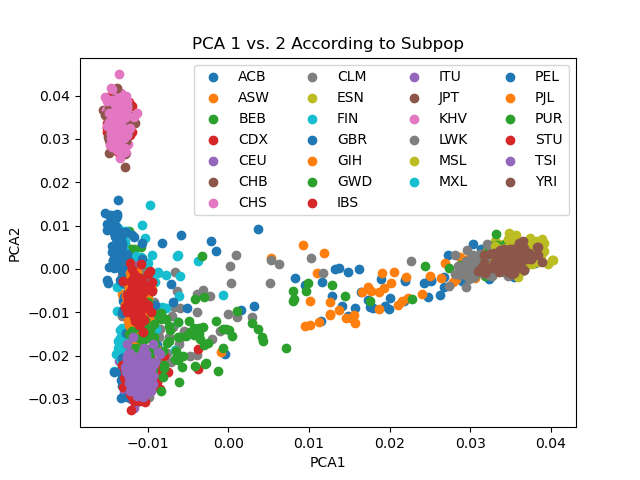 PCA 1 vs. 2 According to Subpop
ACB CLM ITU PEL
ASW ESN JPT PJL
BEB FIN KHV PUR
CDX GBR LWK STU
CEU GIH MSL TSI
CHB GWD MXL YRI
CHS IBS
0.04
0.03
0.02
0.01
0.00
−0.01
−0.02
−0.03
PCA2
−0.01 0.00 0.01 0.02 0.03 0.04
PCA1